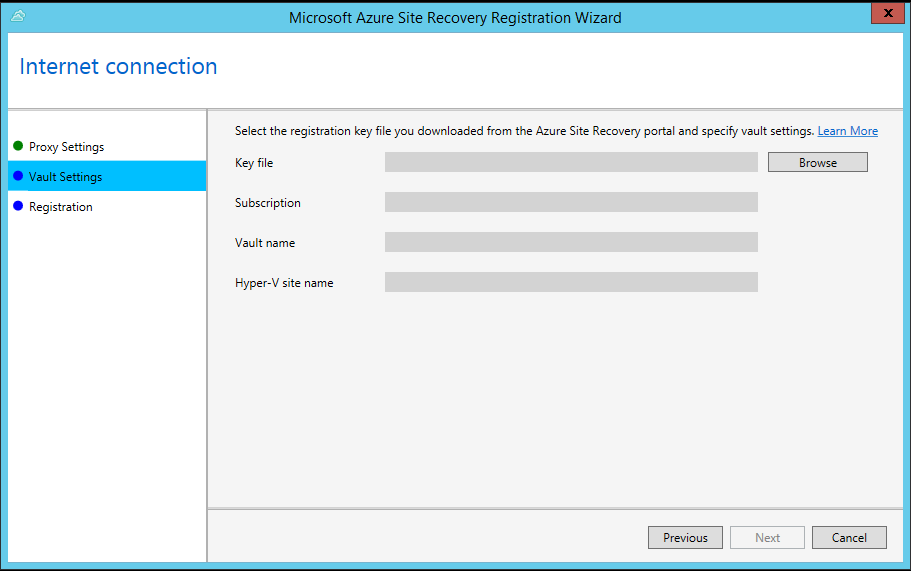 Microsoft Azure Site Recovery Registration Wizard
x
Internet connection
Proxy Settings
Vault Settings
Registration
Select the registration key file you downloaded from the Azure Site Recovery portal and specify vault settings. Learn More
Key file
Browse
Subscription
Vault name
Hyper-V site name
Previous
Next
Cancel